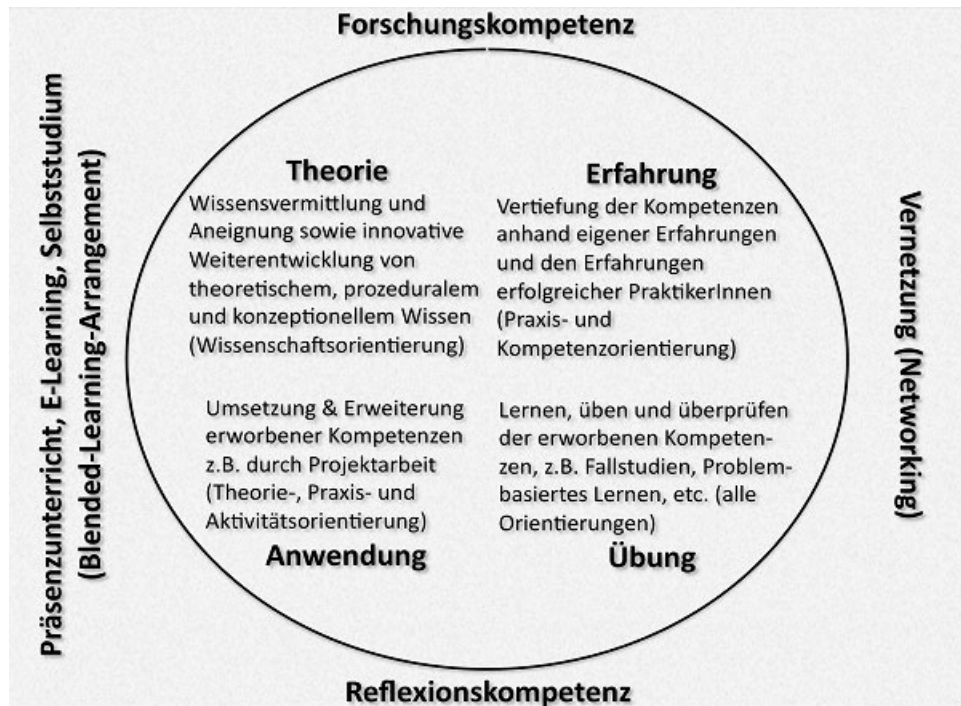 Forschungskompetenz
Präsenzunterricht, E-Learning, Selbststudium
(Blended-Learning-Arrangement)
Theorie
Wissensvermittlung und
Aneignung sowie innovative
Weiterentwicklung von
theoretischem, prozeduralem
und konzeptionellem Wissen
(Wissenschaftsorientierung)
Erfahrung
Vertiefung der Kompetenzen
anhand eigener Erfahrungen
und den Erfahrungen
erfolgreicher PraktikerInnen
(Praxis- und
Kompetenzorientierung)
Umsetzung & Erweiterung
erworbener Kompetenzen
z.B. durch Projektarbeit
(Theorie-, Praxis- und
Aktivitätsorientierung)
Anwendung
Lernen, üben und überprüfen
der erworbenen Kompeten-
zen, z.B. Fallstudien, Problem-
basiertes Lernen, etc. (alle
Orientierungen)
Übung
Vernetzung (Networking)
Reflexionskompetenz